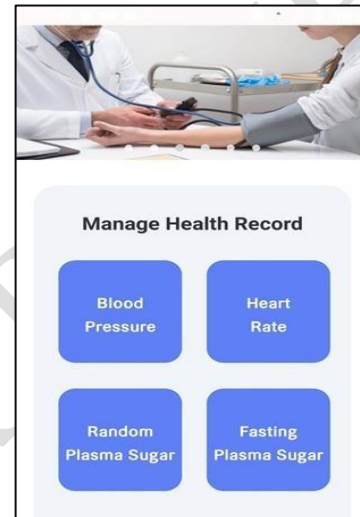 Manage Health Record
Blood
Pressure
Heart
Rate
Random
Plasma Sugar
Fasting
Plasma Sugar